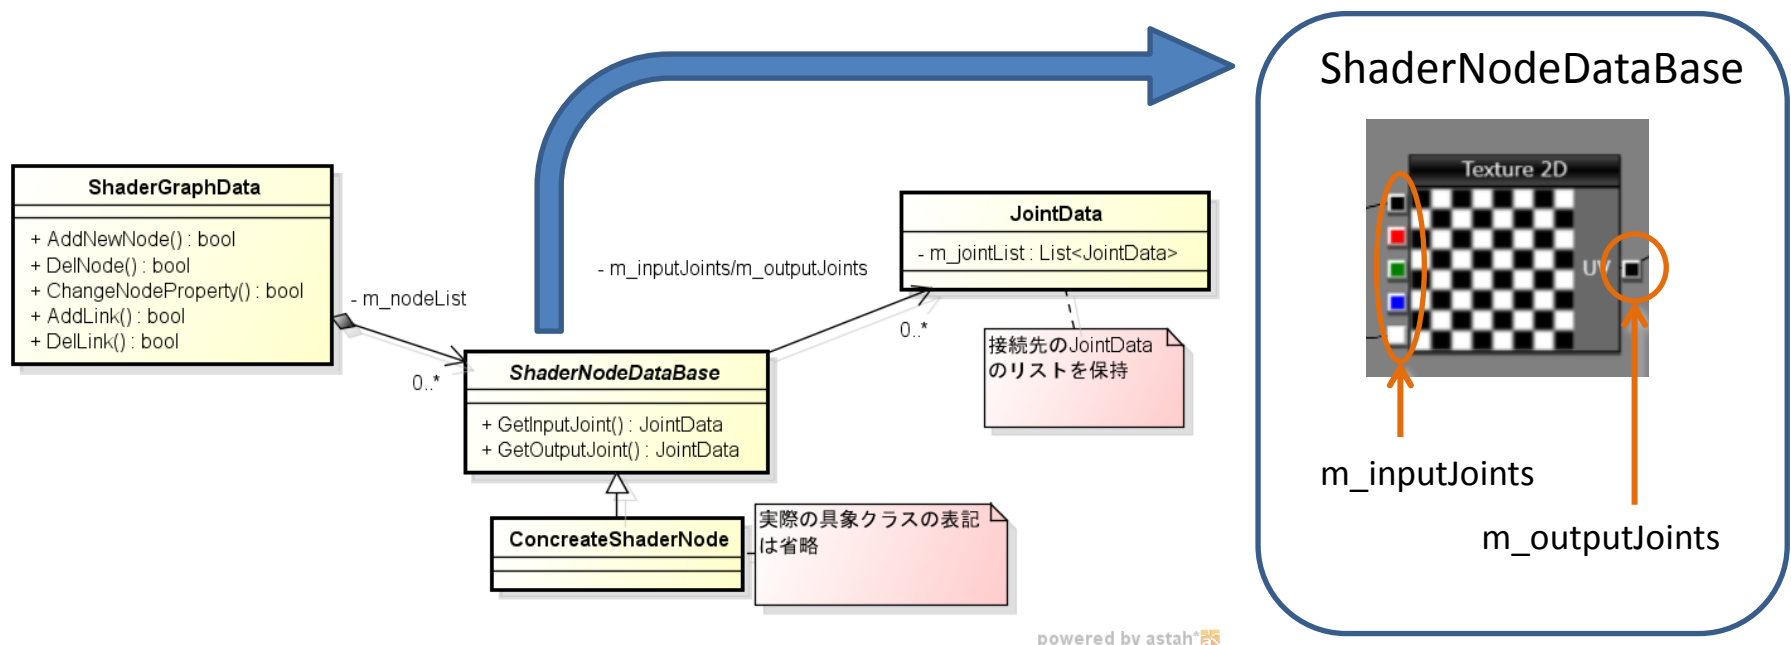 ShaderGraphData
+ AddNewNode() : bool
+ DelNode() : bool
+ ChangeNodeProperty() : bool
+ AddLink() : bool
+ DelLink() : bool
- m_nodeList
0..*
ShaderNodeDataBase
+ GetInputJoint() : JointData
+ GetOutputJoint() : JointData
ConcreateShaderNode
実際の具象クラスの表記
は省略
- m_inputJoints/m_outputJoints
0..*
JointData
- m_jointList : List<JointData>
接続先のJointData
のリストを保持
powered by astah*
ShaderNodeDataBase
Texture 2D
UV
m_inputJoints
m_outputJoints